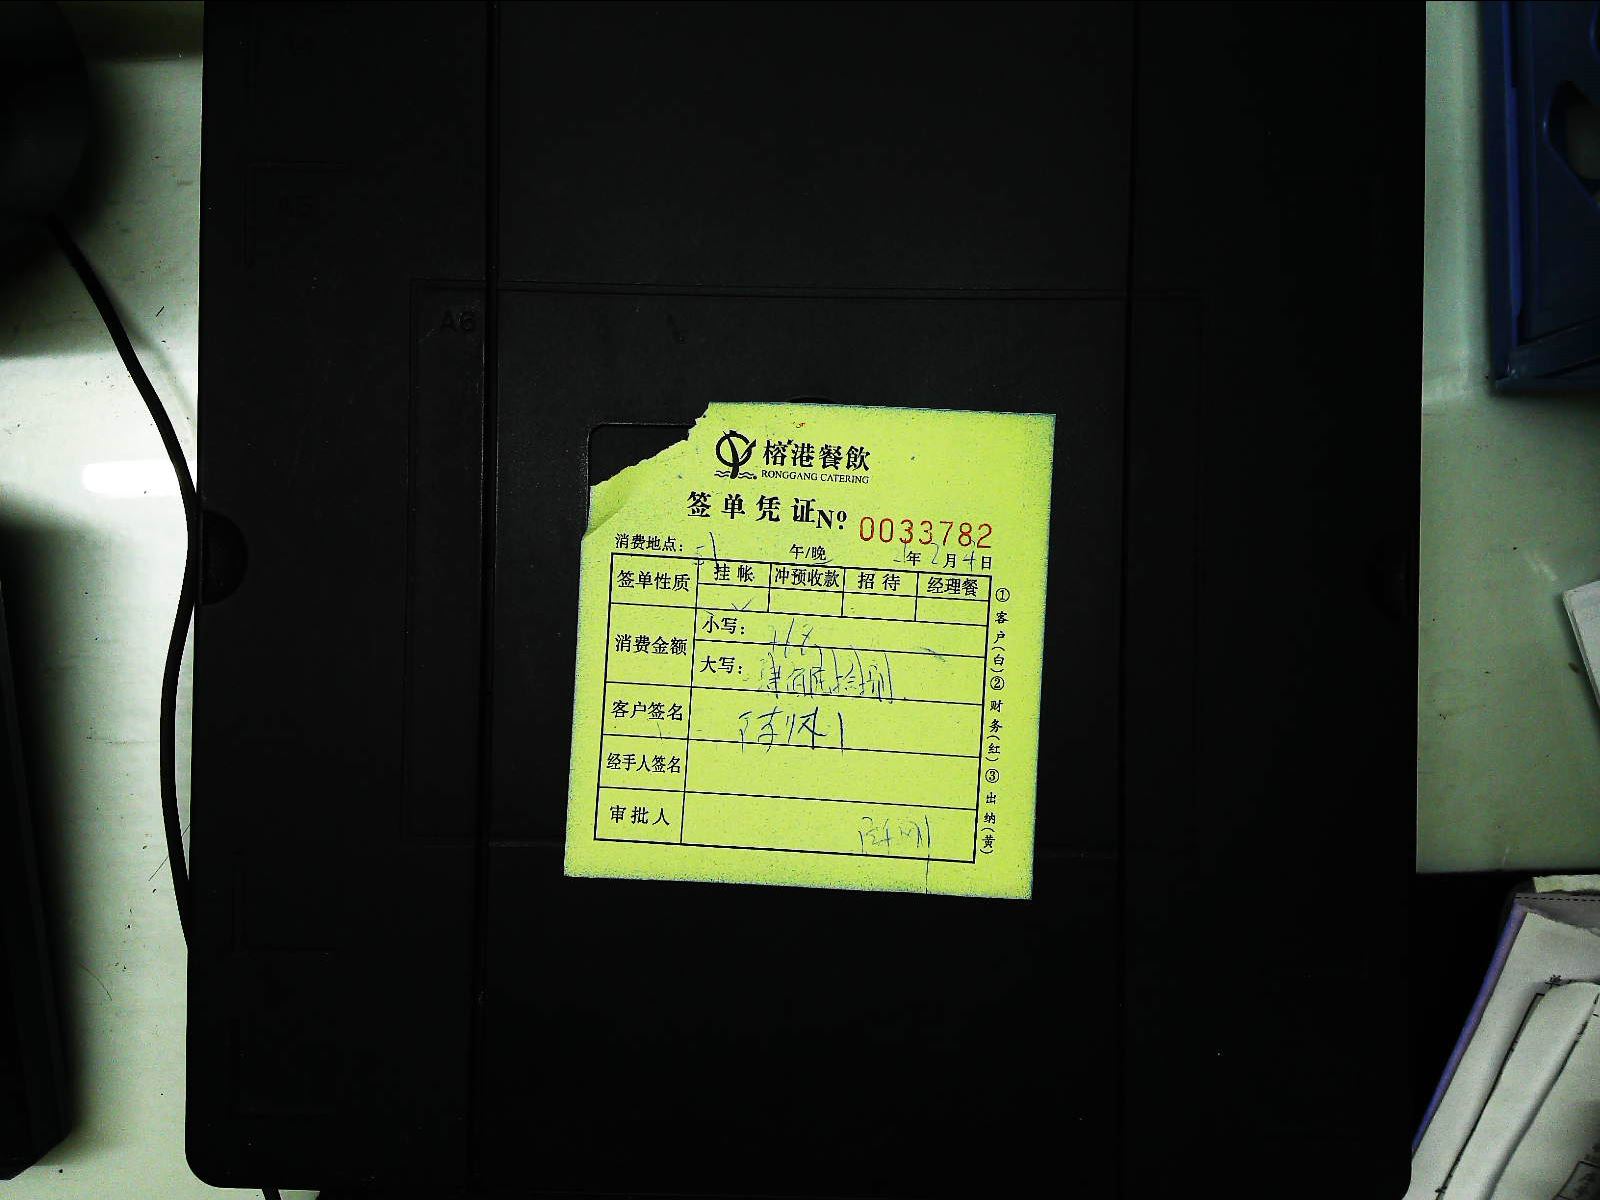 A6
榕港餐飲
RONGGANG CATERING
签单凭证 Nº 0033782
消费地点： 午/晚 年2月4日
签单性质 挂帐 冲预收款 招待 经理餐
消费金额 小写：
大写：
客户签名
经手人签名
审批人
①客户(白)②财务(红)③出纳(黄)